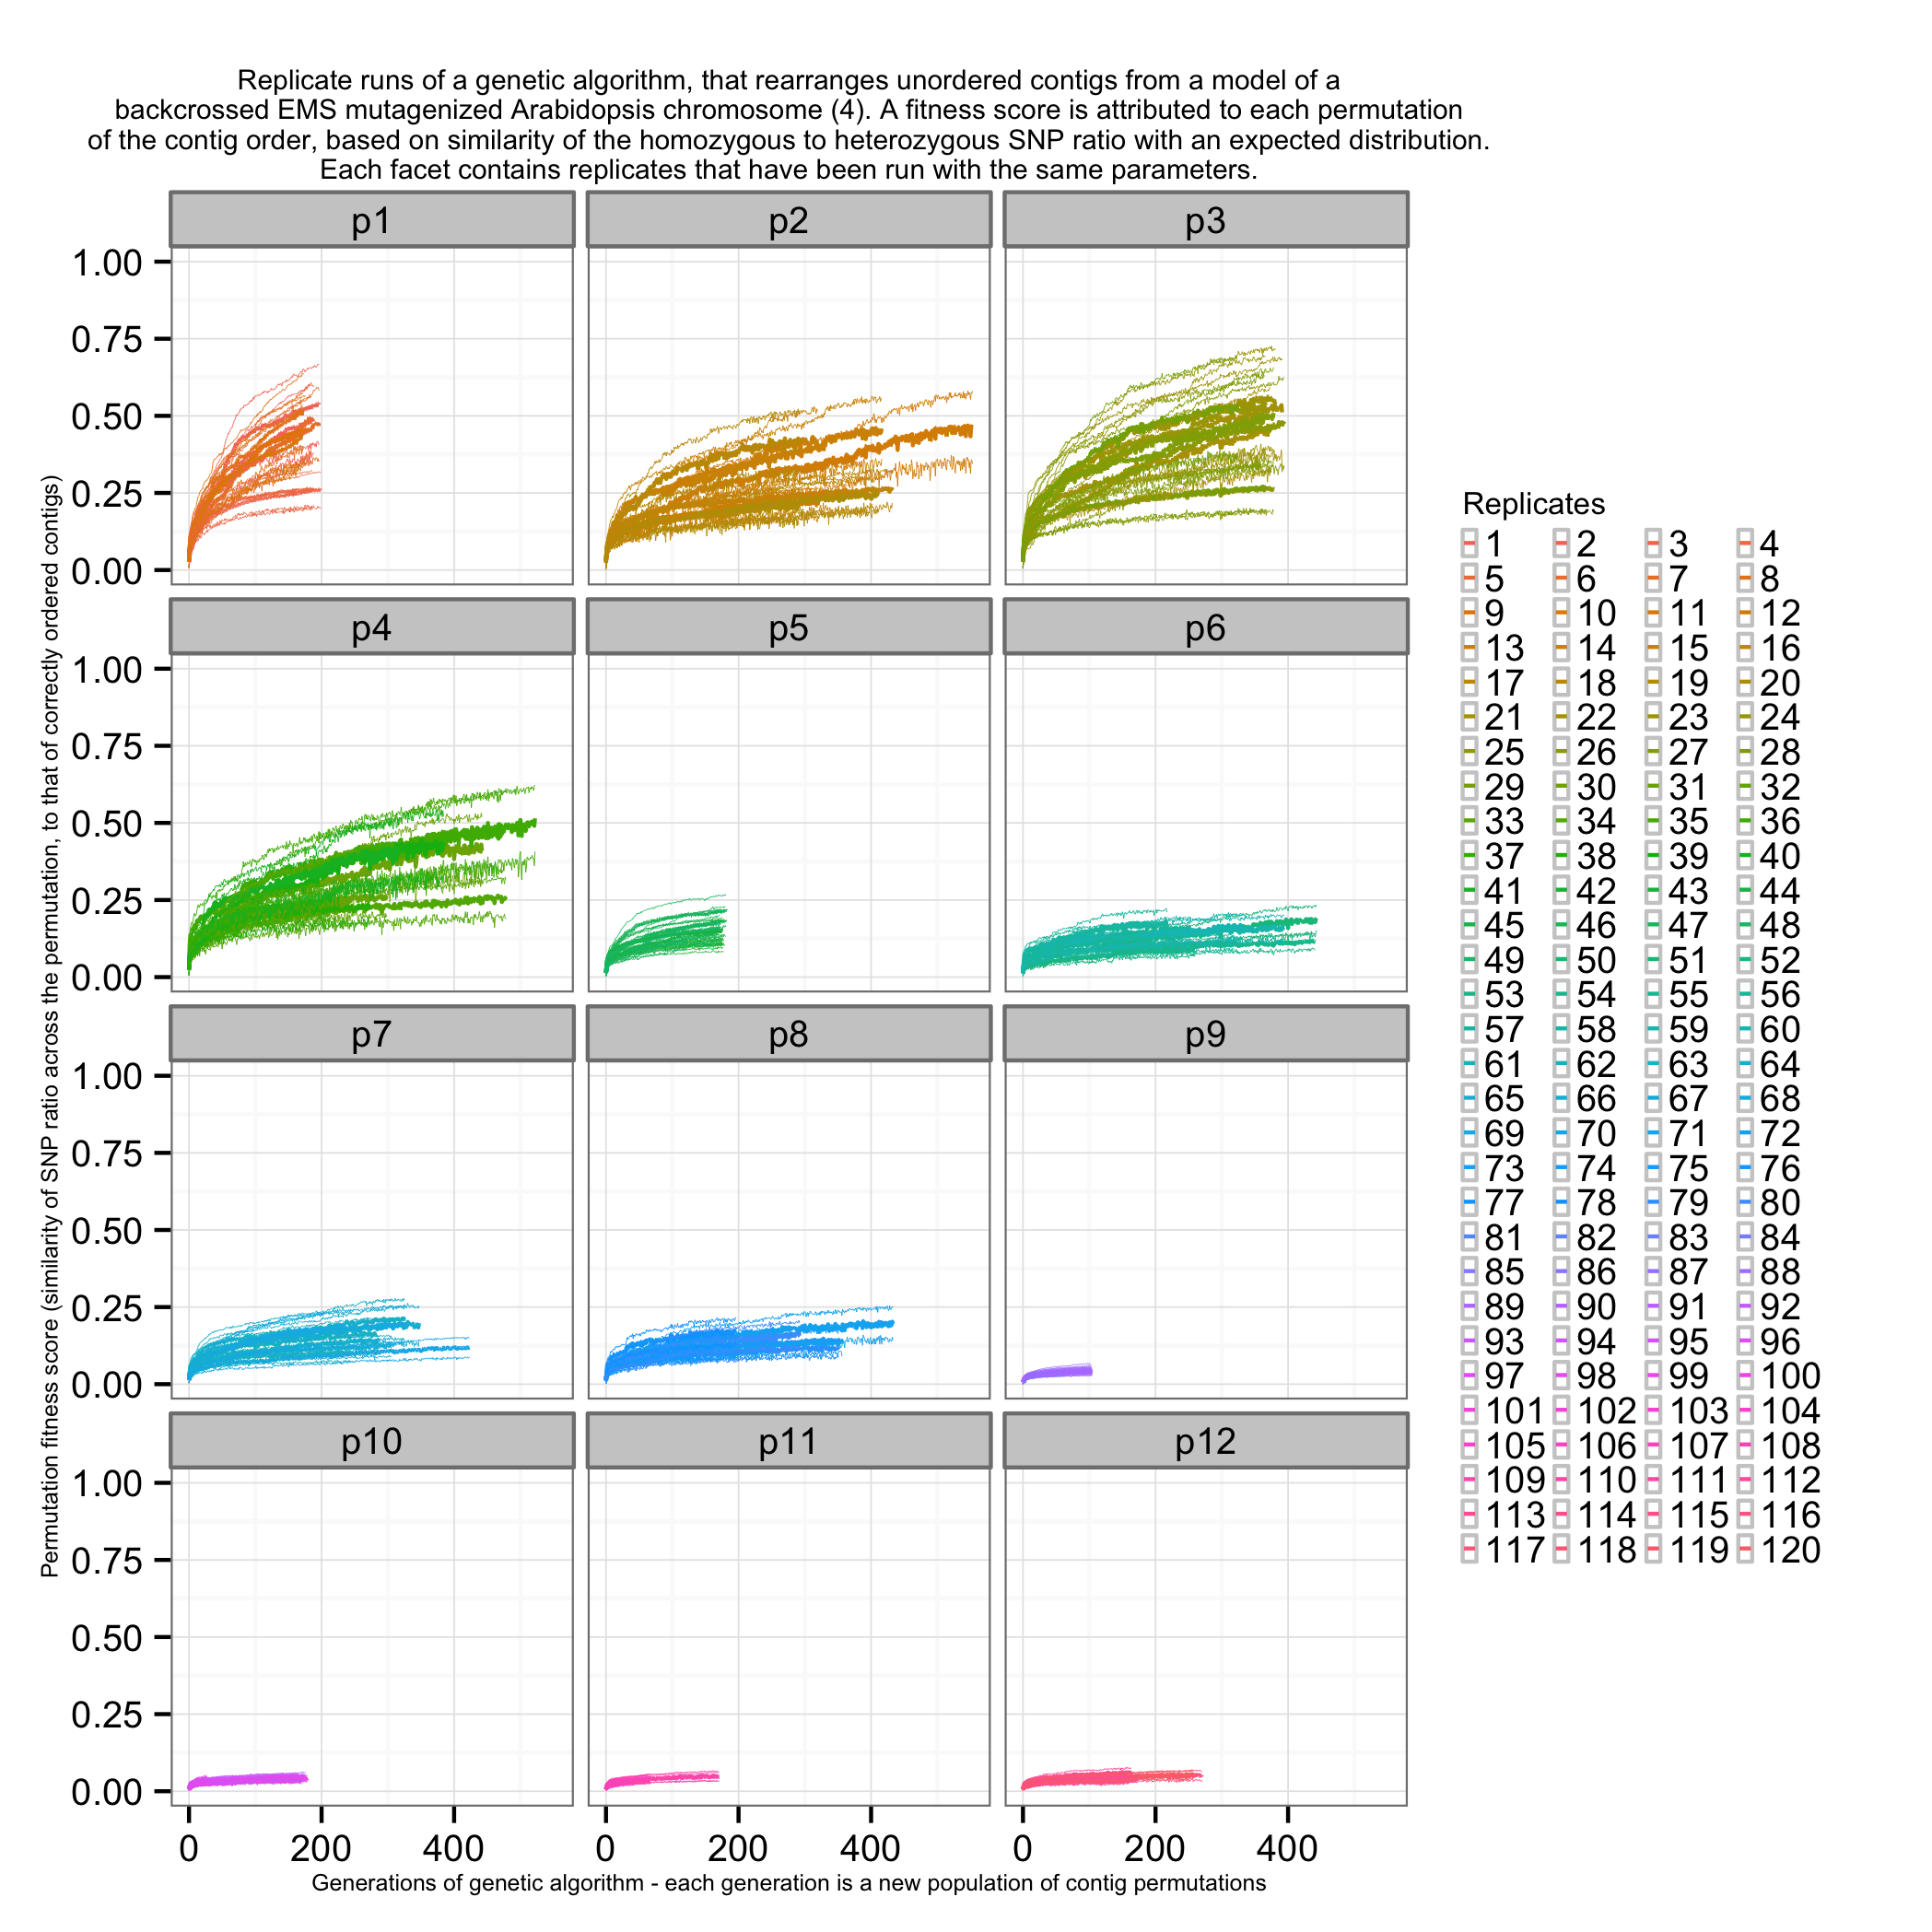 Replicate runs of a genetic algorithm, that rearranges unordered contigs from a model of a
backcrossed EMS mutagenized Arabidopsis chromosome (4). A fitness score is attributed to each permutation
of the contig order, based on similarity of the homozygous to heterozygous SNP ratio with an expected distribution.
Each facet contains replicates that have been run with the same parameters.
Permutation fitness score (similarity of SNP ratio across the permutation, to that of correctly ordered contigs)
p1 p2 p3
1.00
0.75
0.50
0.25
0.00
p4 p5 p6
1.00
0.75
0.50
0.25
0.00
p7 p8 p9
1.00
0.75
0.50
0.25
0.00
p10 p11 p12
1.00
0.75
0.50
0.25
0.00
0 200 400 0 200 400 0 200 400
Generations of genetic algorithm - each generation is a new population of contig permutations
Replicates
1 2 3 4
5 6 7 8
9 10 11 12
13 14 15 16
17 18 19 20
21 22 23 24
25 26 27 28
29 30 31 32
33 34 35 36
37 38 39 40
41 42 43 44
45 46 47 48
49 50 51 52
53 54 55 56
57 58 59 60
61 62 63 64
65 66 67 68
69 70 71 72
73 74 75 76
77 78 79 80
81 82 83 84
85 86 87 88
89 90 91 92
93 94 95 96
97 98 99 100
101 102 103 104
105 106 107 108
109 110 111 112
113 114 115 116
117 118 119 120